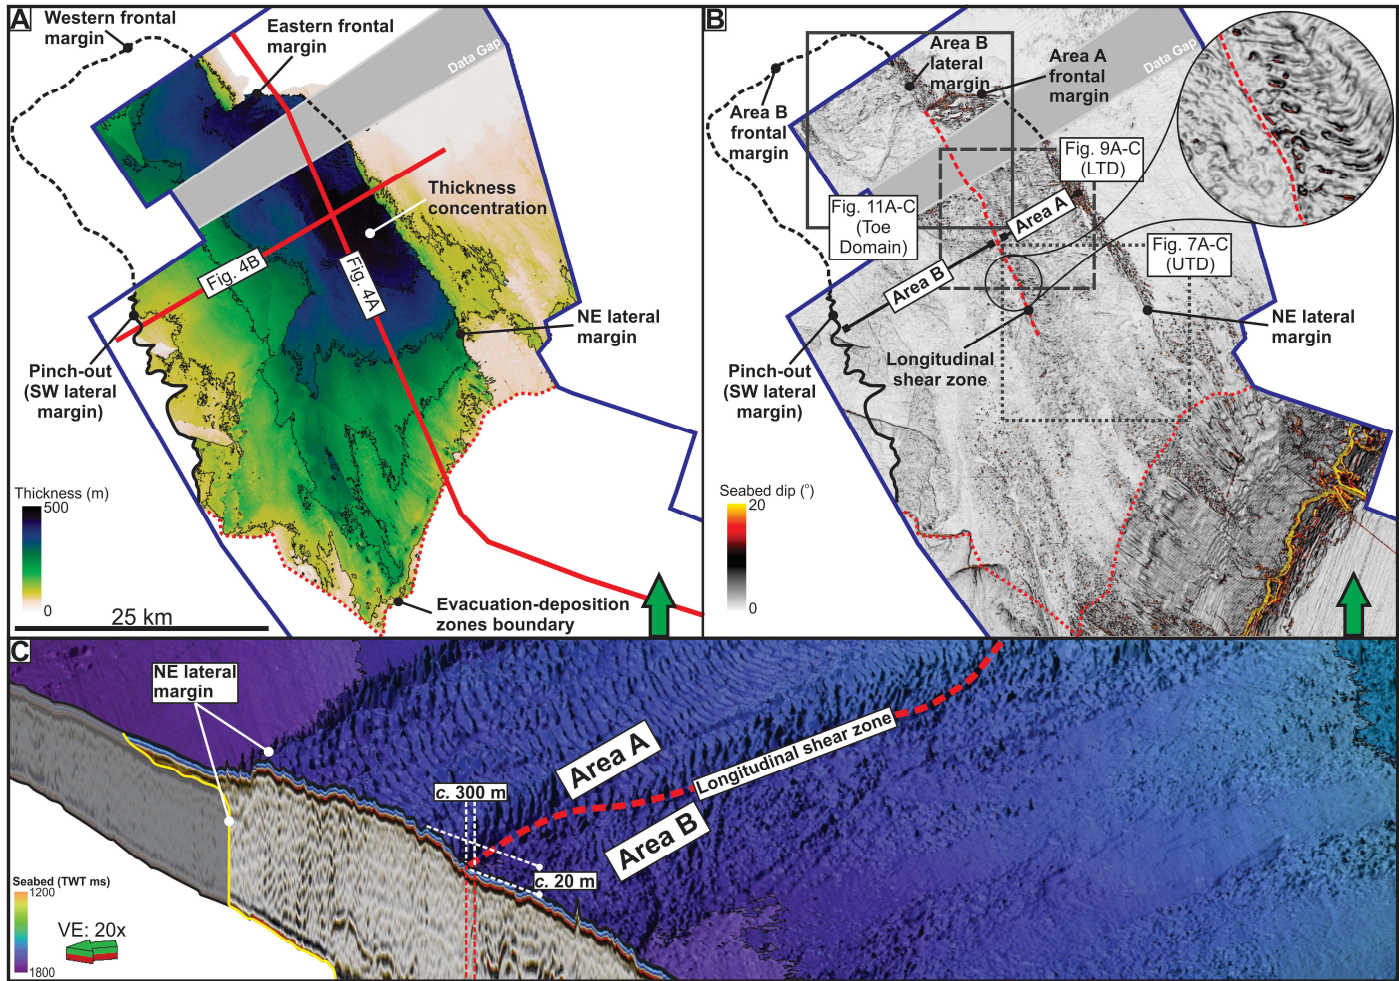 A
Western frontal
margin
Eastern frontal
margin
Data Gap
Thickness
concentration
Fig. 4B
Fig. 4A
NE lateral
margin
Pinch-out
(SW lateral
margin)
Thickness (m)
500
0
25 km
Evacuation-deposition
zones boundary
B
Area B
lateral
margin
Area A
frontal
margin
Data Gap
Area B
frontal
margin
Fig. 9A-C
(LTD)
Fig. 11A-C
(Toe
Domain)
Area A
Fig. 7A-C
(UTD)
Area B
NE lateral
margin
Longitudinal
shear zone
Pinch-out
(SW lateral
margin)
Seabed dip (°)
20
0
C
NE lateral
margin
Area A
Longitudinal shear zone
c. 300 m
Area B
c. 20 m
Seabed (TWT ms)
1200
VE: 20x
1800